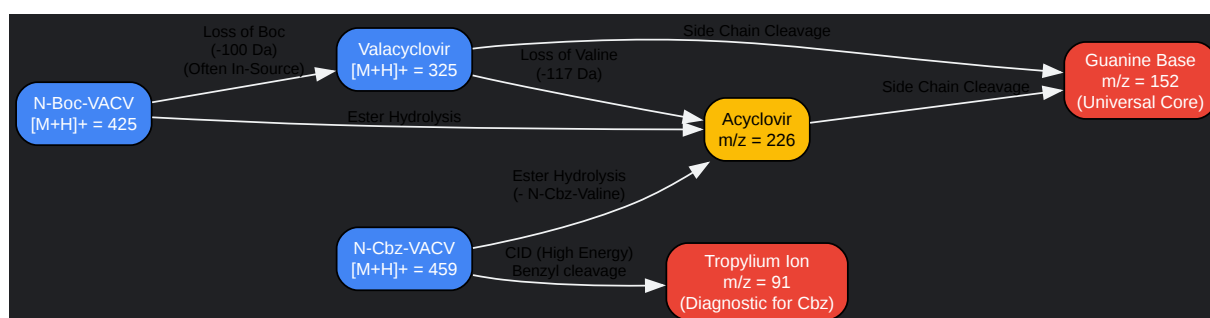 Loss of Boc
(-100 Da)
(Often In-Source)
Valacyclovir
[M+H]+ = 325
Side Chain Cleavage
Loss of Valine
(-117 Da)
Guanine Base
m/z = 152
(Universal Core)
N-Boc-VACV
[M+H]+ = 425
Ester Hydrolysis
Side Chain Cleavage
Acyclovir
m/z = 226
Ester Hydrolysis
(- N-Cbz-Valine)
N-Cbz-VACV
[M+H]+ = 459
CID (High Energy)
Benzyl cleavage
Tropylium Ion
m/z = 91
(Diagnostic for Cbz)